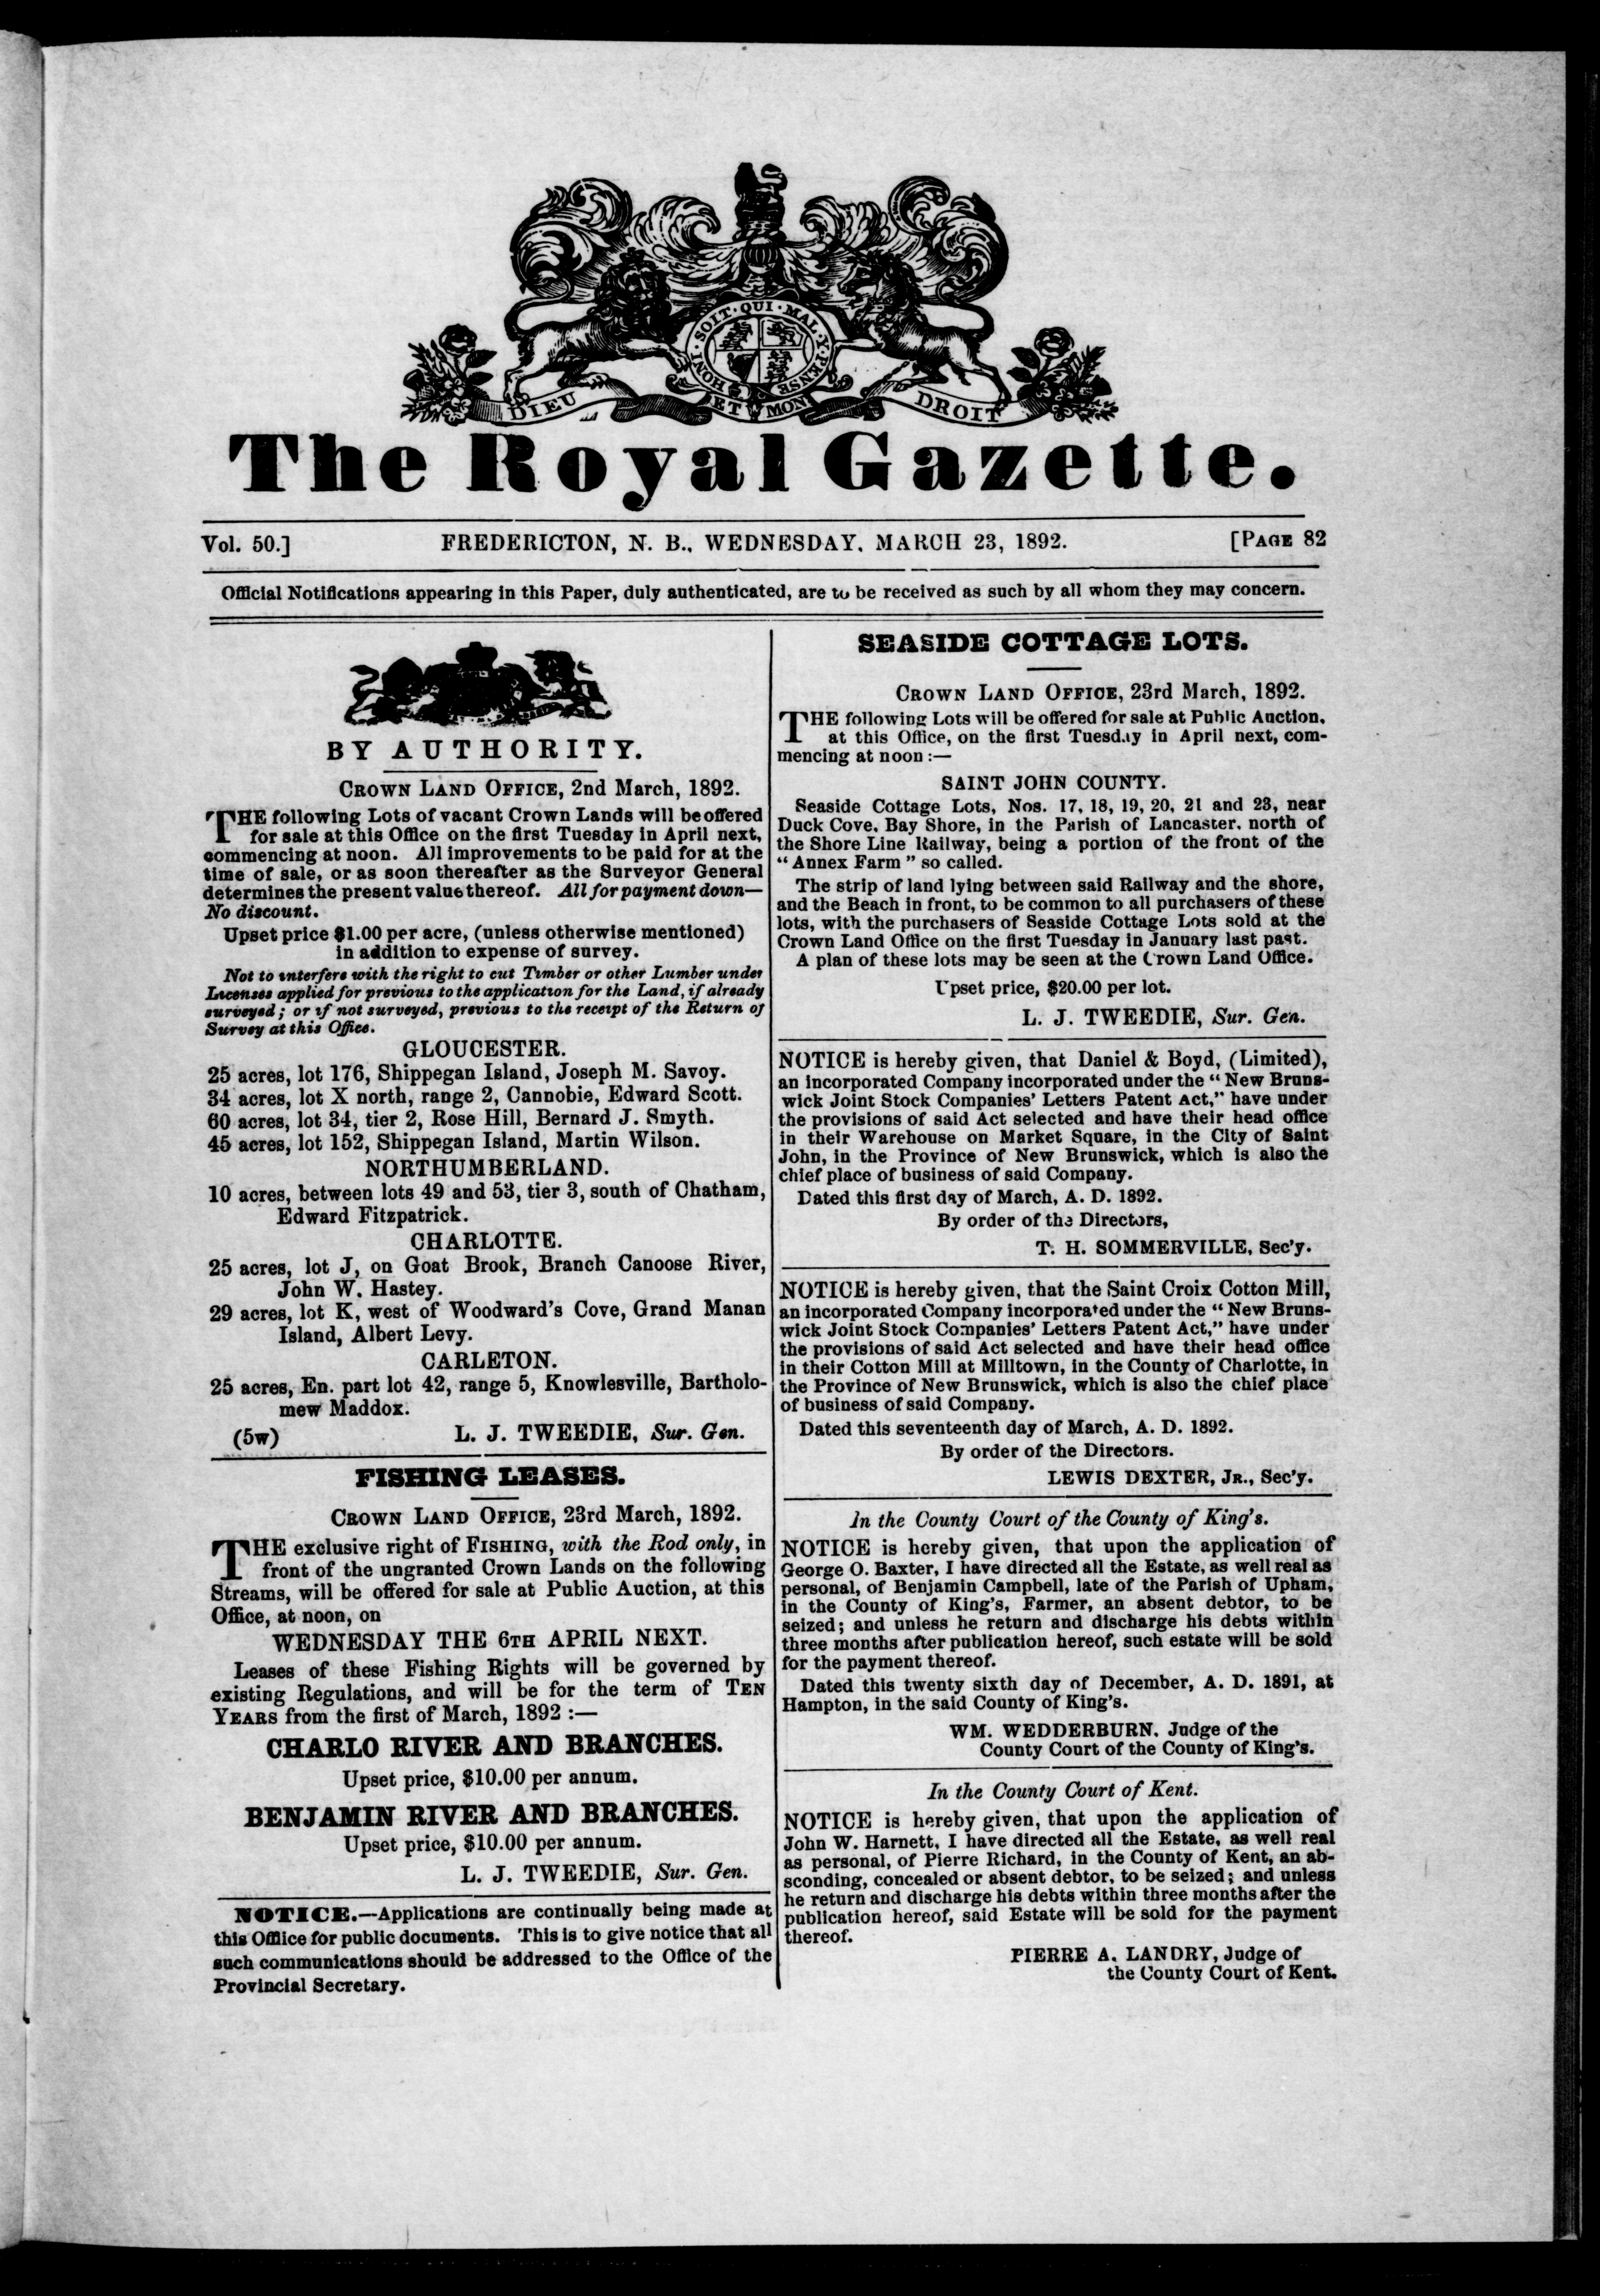 HONI · SOIT · QUI · MAL · Y · PENSE
DIEU ET MON DROIT
The Royal Gazette.
Vol. 50.] FREDERICTON, N. B., WEDNESDAY, MARCH 23, 1892. [PAGE 82
Official Notifications appearing in this Paper, duly authenticated, are to be received as such by all whom they may concern.
BY AUTHORITY.
CROWN LAND OFFICE, 2nd March, 1892.
THE following Lots of vacant Crown Lands will be offered
for sale at this Office on the first Tuesday in April next,
commencing at noon. All improvements to be paid for at the
time of sale, or as soon thereafter as the Surveyor General
determines the present value thereof. All for payment down—
No discount.
Upset price $1.00 per acre, (unless otherwise mentioned)
in addition to expense of survey.
Not to interfere with the right to cut Timber or other Lumber under
Licenses applied for previous to the application for the Land, if already
surveyed; or if not surveyed, previous to the receipt of the Return of
Survey at this Office.
GLOUCESTER.
25 acres, lot 176, Shippegan Island, Joseph M. Savoy.
34 acres, lot X north, range 2, Cannobie, Edward Scott.
60 acres, lot 34, tier 2, Rose Hill, Bernard J. Smyth.
45 acres, lot 152, Shippegan Island, Martin Wilson.
NORTHUMBERLAND.
10 acres, between lots 49 and 53, tier 3, south of Chatham,
Edward Fitzpatrick.
CHARLOTTE.
25 acres, lot J, on Goat Brook, Branch Canoose River,
John W. Hastey.
29 acres, lot K, west of Woodward's Cove, Grand Manan
Island, Albert Levy.
CARLETON.
25 acres, En. part lot 42, range 5, Knowlesville, Bartholo-
mew Maddox.
(5w) L. J. TWEEDIE, Sur. Gen.
FISHING LEASES.
CROWN LAND OFFICE, 23rd March, 1892.
THE exclusive right of FISHING, with the Rod only, in
front of the ungranted Crown Lands on the following
Streams, will be offered for sale at Public Auction, at this
Office, at noon, on
WEDNESDAY THE 6TH APRIL NEXT.
Leases of these Fishing Rights will be governed by
existing Regulations, and will be for the term of TEN
YEARS from the first of March, 1892 :—
CHARLO RIVER AND BRANCHES.
Upset price, $10.00 per annum.
BENJAMIN RIVER AND BRANCHES.
Upset price, $10.00 per annum.
L. J. TWEEDIE, Sur. Gen.
NOTICE.—Applications are continually being made at
this Office for public documents. This is to give notice that all
such communications should be addressed to the Office of the
Provincial Secretary.
SEASIDE COTTAGE LOTS.
CROWN LAND OFFICE, 23rd March, 1892.
THE following Lots will be offered for sale at Public Auction,
at this Office, on the first Tuesday in April next, com-
mencing at noon :—
SAINT JOHN COUNTY.
Seaside Cottage Lots, Nos. 17, 18, 19, 20, 21 and 23, near
Duck Cove, Bay Shore, in the Parish of Lancaster, north of
the Shore Line Railway, being a portion of the front of the
"Annex Farm" so called.
The strip of land lying between said Railway and the shore,
and the Beach in front, to be common to all purchasers of these
lots, with the purchasers of Seaside Cottage Lots sold at the
Crown Land Office on the first Tuesday in January last past.
A plan of these lots may be seen at the Crown Land Office.
Upset price, $20.00 per lot.
L. J. TWEEDIE, Sur. Gen.
NOTICE is hereby given, that Daniel & Boyd, (Limited),
an incorporated Company incorporated under the "New Bruns-
wick Joint Stock Companies' Letters Patent Act," have under
the provisions of said Act selected and have their head office
in their Warehouse on Market Square, in the City of Saint
John, in the Province of New Brunswick, which is also the
chief place of business of said Company.
Dated this first day of March, A. D. 1892.
By order of the Directors,
T. H. SOMMERVILLE, Sec'y.
NOTICE is hereby given, that the Saint Croix Cotton Mill,
an incorporated Company incorporated under the "New Bruns-
wick Joint Stock Companies' Letters Patent Act," have under
the provisions of said Act selected and have their head office
in their Cotton Mill at Milltown, in the County of Charlotte, in
the Province of New Brunswick, which is also the chief place
of business of said Company.
Dated this seventeenth day of March, A. D. 1892.
By order of the Directors.
LEWIS DEXTER, JR., Sec'y.
In the County Court of the County of King's.
NOTICE is hereby given, that upon the application of
George O. Baxter, I have directed all the Estate, as well real as
personal, of Benjamin Campbell, late of the Parish of Upham,
in the County of King's, Farmer, an absent debtor, to be
seized; and unless he return and discharge his debts within
three months after publication hereof, such estate will be sold
for the payment thereof.
Dated this twenty sixth day of December, A. D. 1891, at
Hampton, in the said County of King's.
WM. WEDDERBURN. Judge of the
County Court of the County of King's.
In the County Court of Kent.
NOTICE is hereby given, that upon the application of
John W. Harnett, I have directed all the Estate, as well real
as personal, of Pierre Richard, in the County of Kent, an ab-
sconding, concealed or absent debtor, to be seized; and unless
he return and discharge his debts within three months after the
publication hereof, said Estate will be sold for the payment
thereof.
PIERRE A. LANDRY, Judge of
the County Court of Kent.